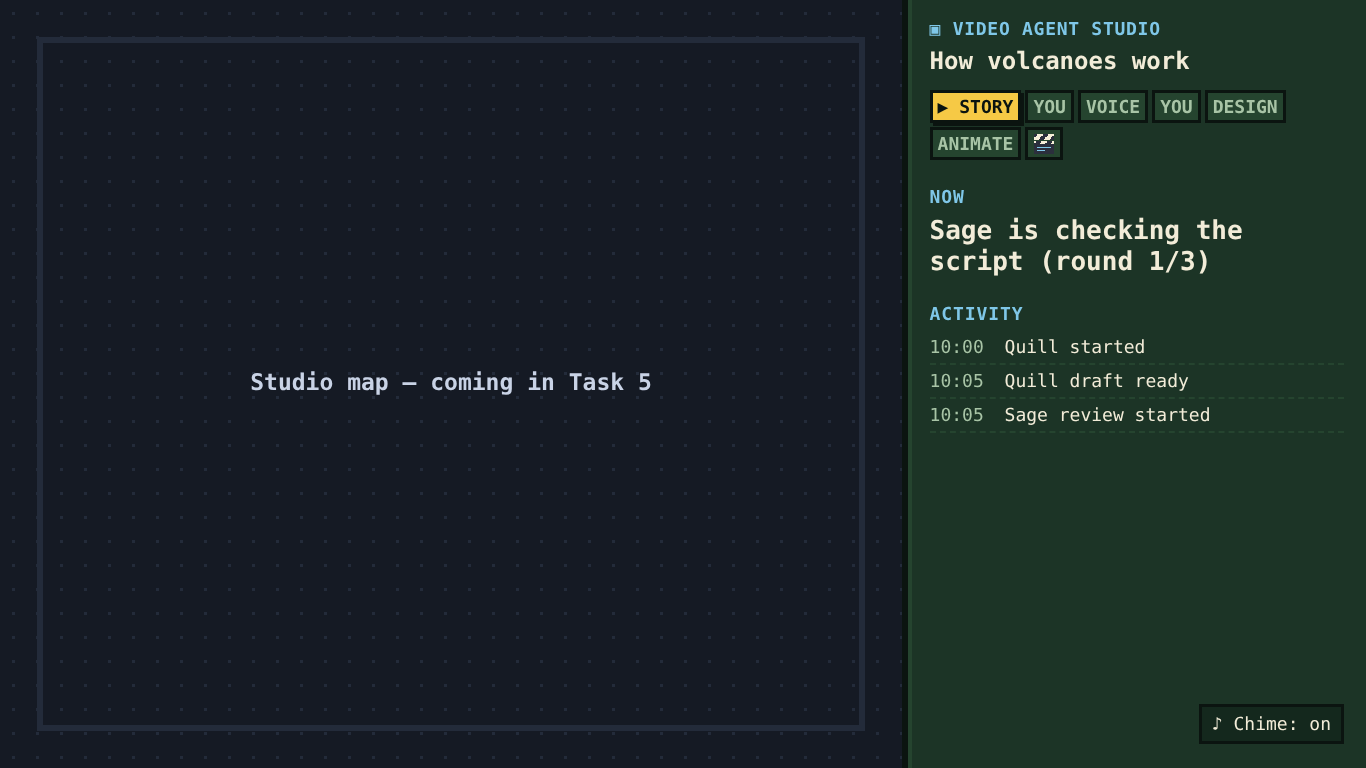 Studio map — coming in Task 5
▣ VIDEO AGENT STUDIO
How volcanoes work
▶ STORY YOU VOICE YOU DESIGN
ANIMATE
NOW
Sage is checking the
script (round 1/3)
ACTIVITY
10:00 Quill started
10:05 Quill draft ready
10:05 Sage review started
♪ Chime: on